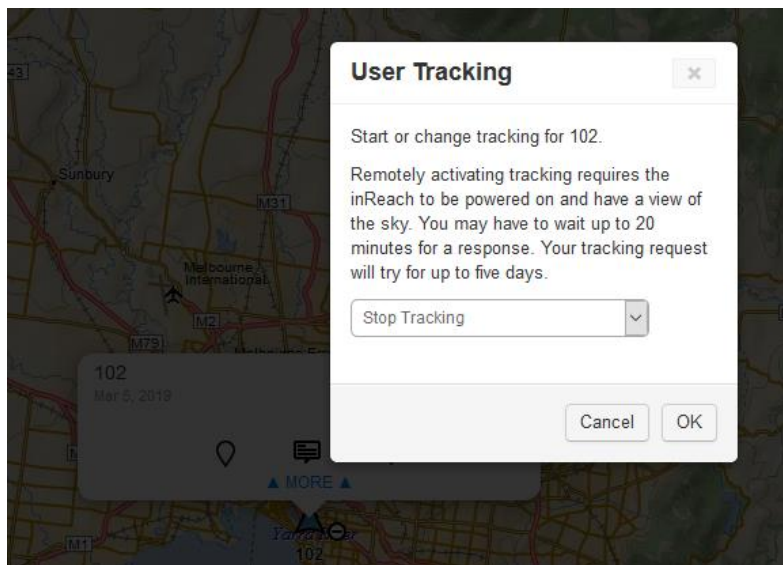 User Tracking
Start or change tracking for 102.
Remotely activating tracking requires the
inReach to be powered on and have a view of
the sky. You may have to wait up to 20
minutes for a response. Your tracking request
will try for up to five days.
Stop Tracking
Cancel
OK
43
Sunbury
M31
Melbourne
International
M2
M79
102
Mar 5, 2019
▲ MORE ▲
M1
102